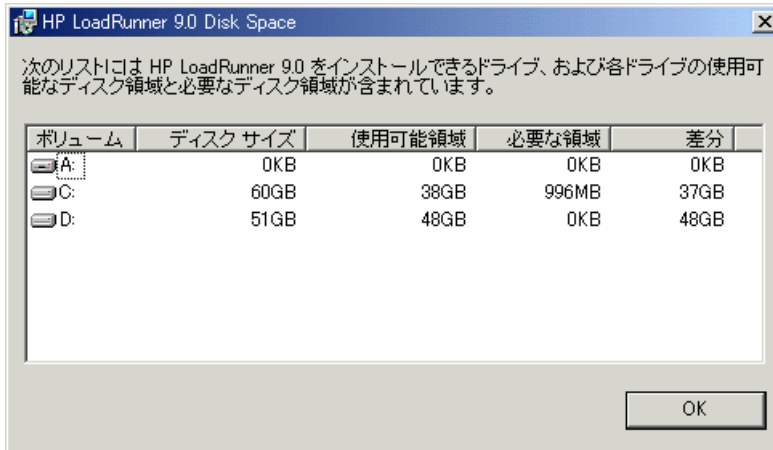 HP LoadRunner 9.0 Disk Space
次のリストには HP LoadRunner 9.0 をインストールできるドライブ、および各ドライブの使用可
能なディスク領域と必要なディスク領域が含まれています。
ボリューム ディスク サイズ 使用可能領域 必要な領域 差分
A: 0KB 0KB 0KB 0KB
C: 60GB 38GB 996MB 37GB
D: 51GB 48GB 0KB 48GB
OK